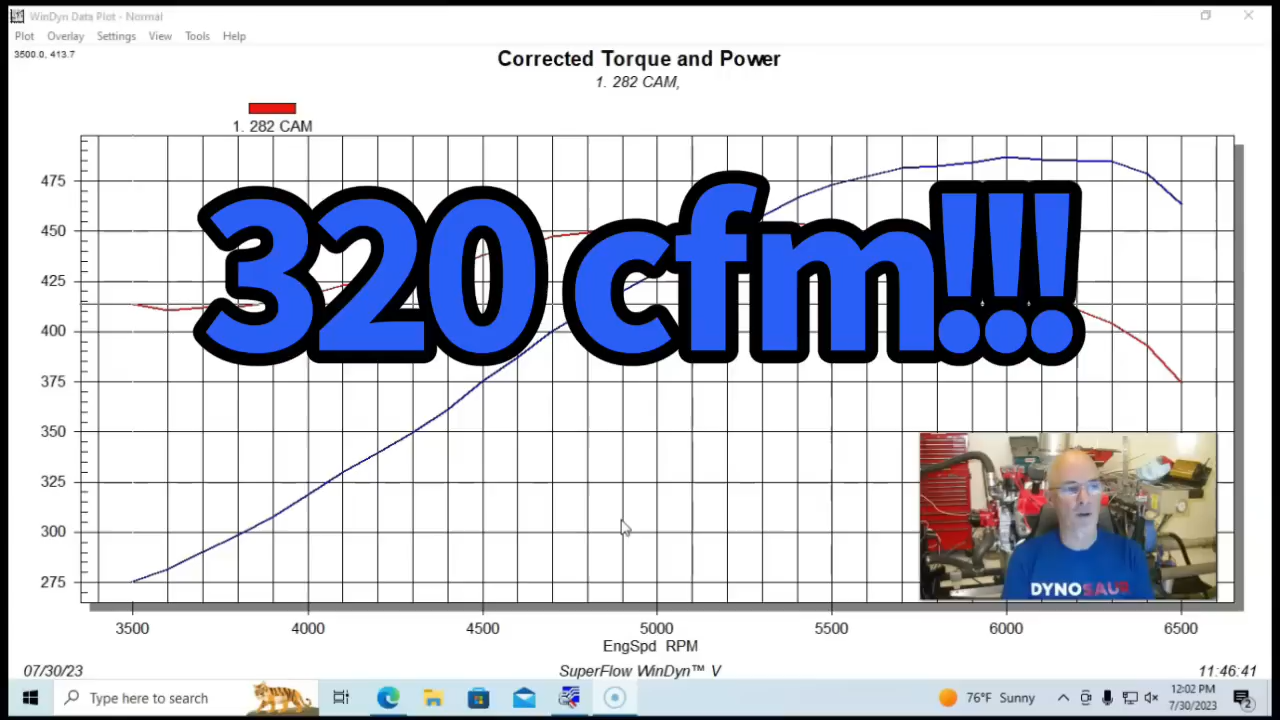 WinDyn Data Plot - Normal
Plot Overlay Settings View Tools Help
3500.0, 413.7
Corrected Torque and Power
1. 282 CAM,
1. 282 CAM
475
450
425
400
375
350
325
300
275
320 cfm!!!
DYNOSAUR
3500 4000 4500 5000 5500 6000 6500
EngSpd RPM
07/30/23 SuperFlow WinDyn™ V 11:46:41
Type here to search
76°F Sunny
12:02 PM
7/30/2023
2